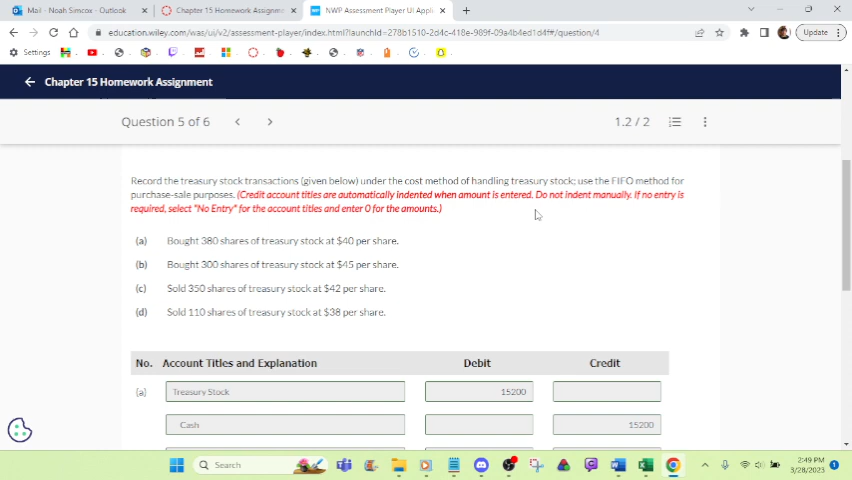 Mail - Noah Simcox - Outlook
Chapter 15 Homework Assignm
NWP Assessment Player UI Appli
education.wiley.com/was/ui/v2/assessment-player/index.html?launchId=278b1510-2d4c-418e-989f-09a4b4ed1d4f#/question/4
Update
Settings
Chapter 15 Homework Assignment
Question 5 of 6
1.2 / 2
Record the treasury stock transactions (given below) under the cost method of handling treasury stock; use the FIFO method for
purchase-sale purposes. (Credit account titles are automatically indented when amount is entered. Do not indent manually. If no entry is
required, select "No Entry" for the account titles and enter 0 for the amounts.)
(a) Bought 380 shares of treasury stock at $40 per share.
(b) Bought 300 shares of treasury stock at $45 per share.
(c) Sold 350 shares of treasury stock at $42 per share.
(d) Sold 110 shares of treasury stock at $38 per share.
No. Account Titles and Explanation Debit Credit
(a) Treasury Stock 15200
Cash 15200
Search
2:49 PM
3/28/2023